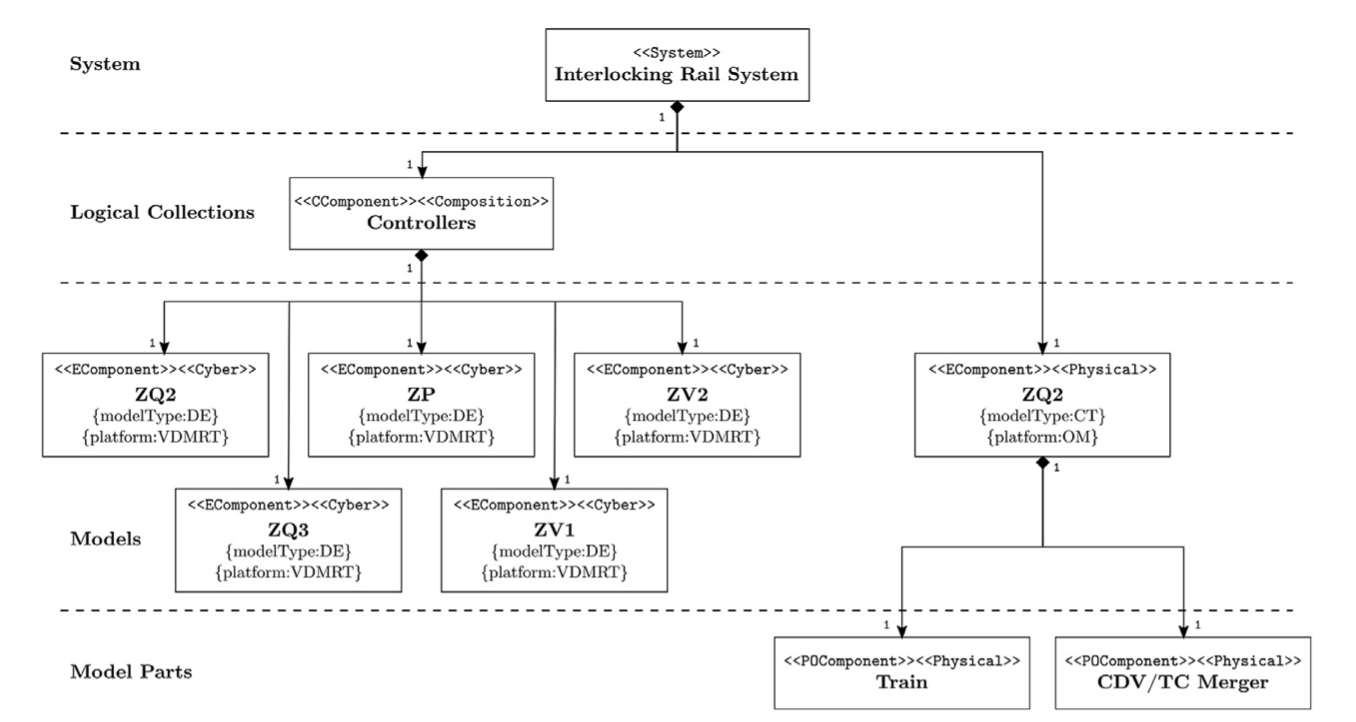 System
<<System>>
Interlocking Rail System
1
1
Logical Collections
<<CComponent>><<Composition>>
Controllers
1
1
<<EComponent>><<Cyber>>
ZQ2
{modelType:DE}
{platform:VDMRT}
1
<<EComponent>><<Cyber>>
ZP
{modelType:DE}
{platform:VDMRT}
1
<<EComponent>><<Cyber>>
ZV2
{modelType:DE}
{platform:VDMRT}
1
<<EComponent>><<Physical>>
ZQ2
{modelType:CT}
{platform:OM}
1
Models
1
<<EComponent>><<Cyber>>
ZQ3
{modelType:DE}
{platform:VDMRT}
1
<<EComponent>><<Cyber>>
ZV1
{modelType:DE}
{platform:VDMRT}
Model Parts
1
<<POComponent>><<Physical>>
Train
1
<<POComponent>><<Physical>>
CDV/TC Merger